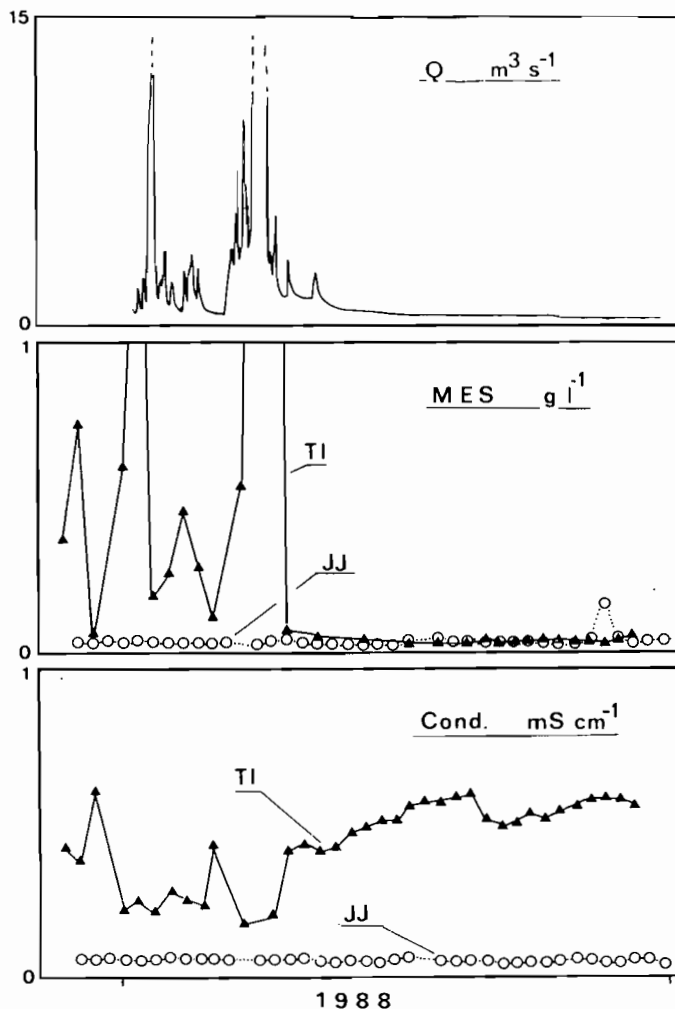 15
Q m³ s⁻¹
0
1
MES g l⁻¹
TI
JJ
0
1
Cond. mS cm⁻¹
TI
JJ
0
1988